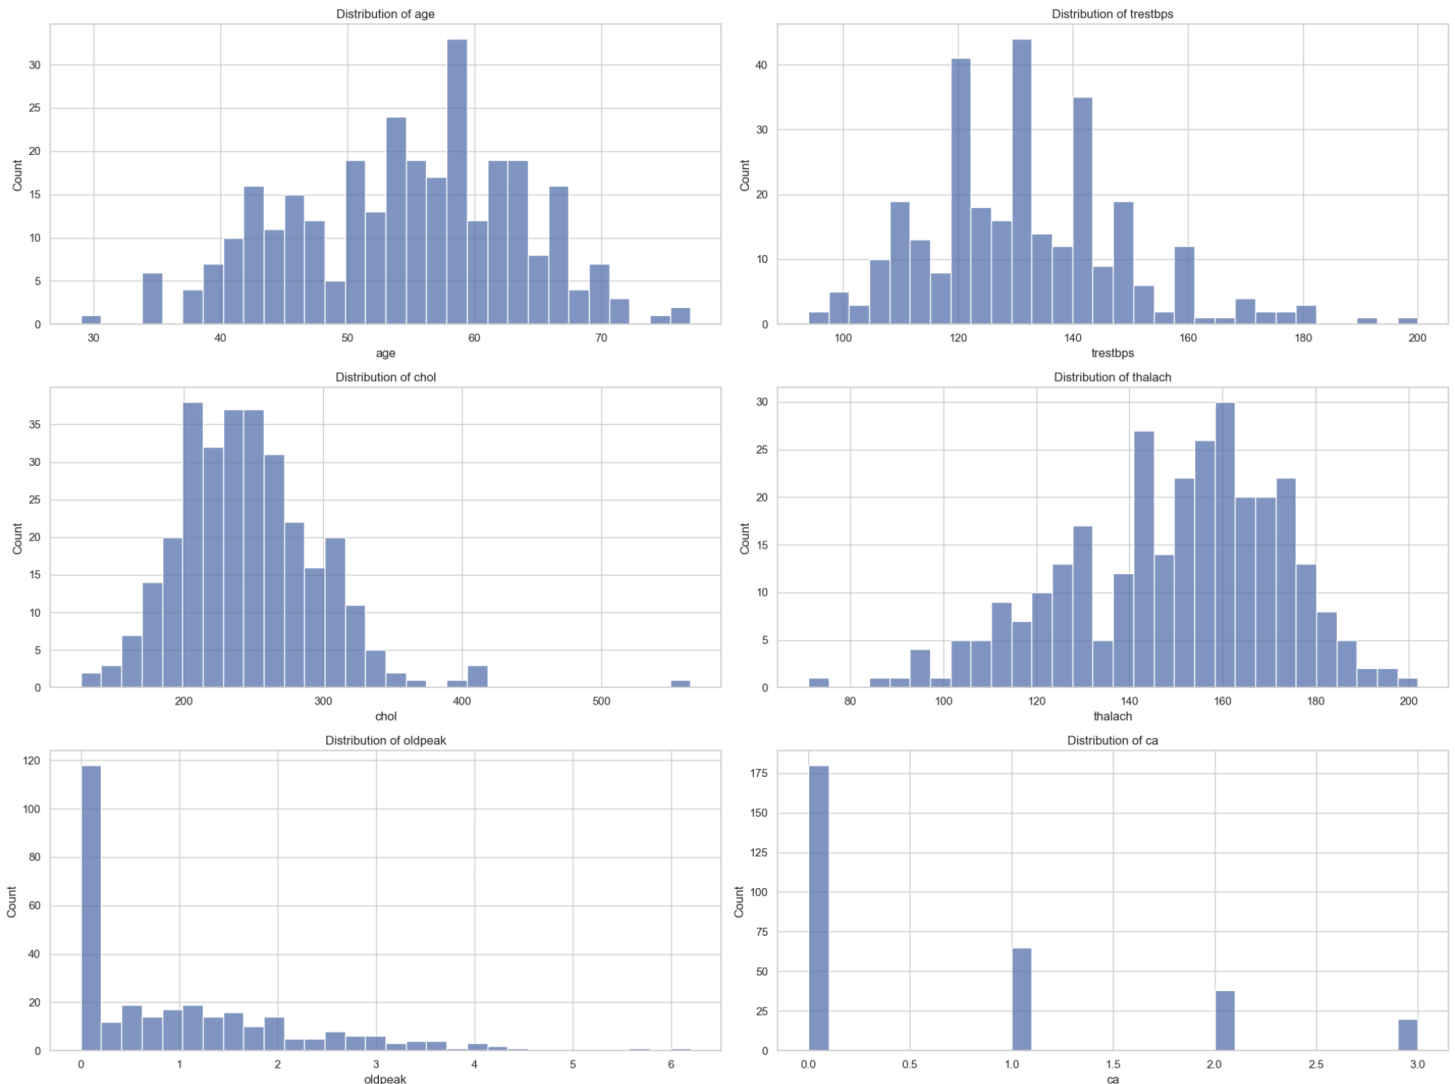 Distribution of age
Count
30
25
20
15
10
5
0
30 40 50 60 70
age
Distribution of trestbps
Count
40
30
20
10
0
100 120 140 160 180 200
trestbps
Distribution of chol
Count
35
30
25
20
15
10
5
0
200 300 400 500
chol
Distribution of thalach
Count
30
25
20
15
10
5
0
80 100 120 140 160 180 200
thalach
Distribution of oldpeak
Count
120
100
80
60
40
20
0
0 1 2 3 4 5 6
oldpeak
Distribution of ca
Count
175
150
125
100
75
50
25
0
0.0 0.5 1.0 1.5 2.0 2.5 3.0
ca